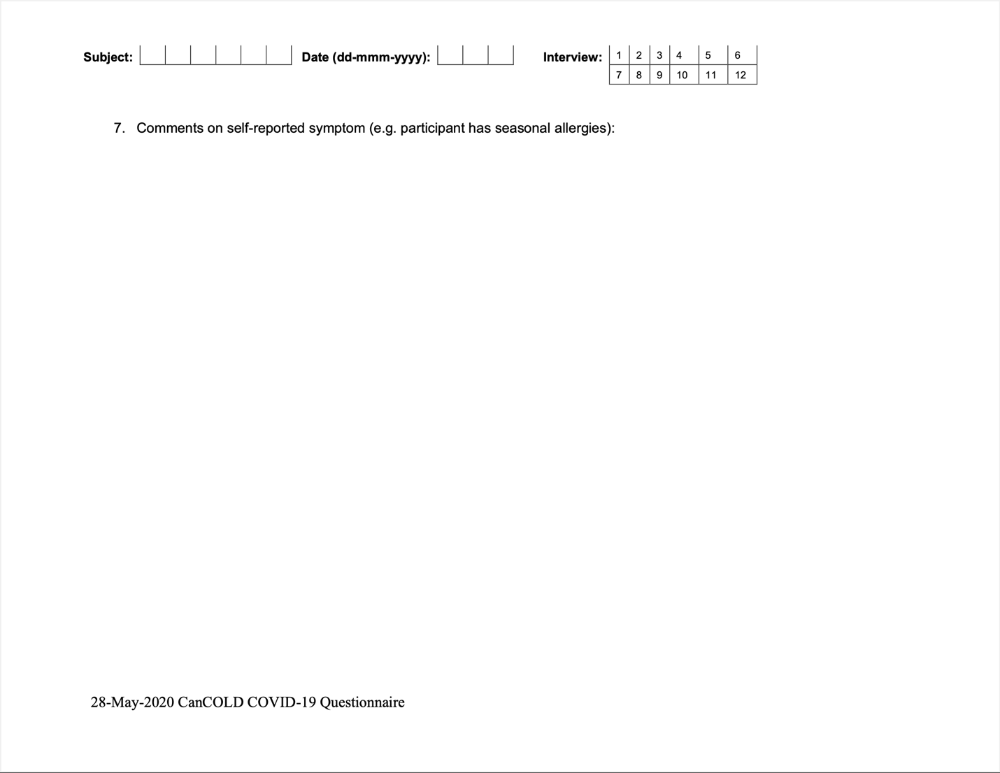 Subject: Date (dd-mmm-yyyy): Interview: 1 2 3 4 5 6
7 8 9 10 11 12
7. Comments on self-reported symptom (e.g. participant has seasonal allergies):
28-May-2020 CanCOLD COVID-19 Questionnaire